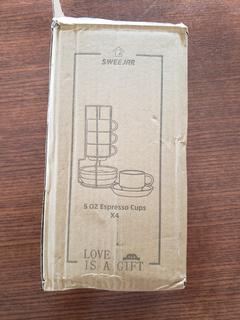 SWEEJAR
5 OZ Espresso Cups
X4
LOVE
IS A GIFT